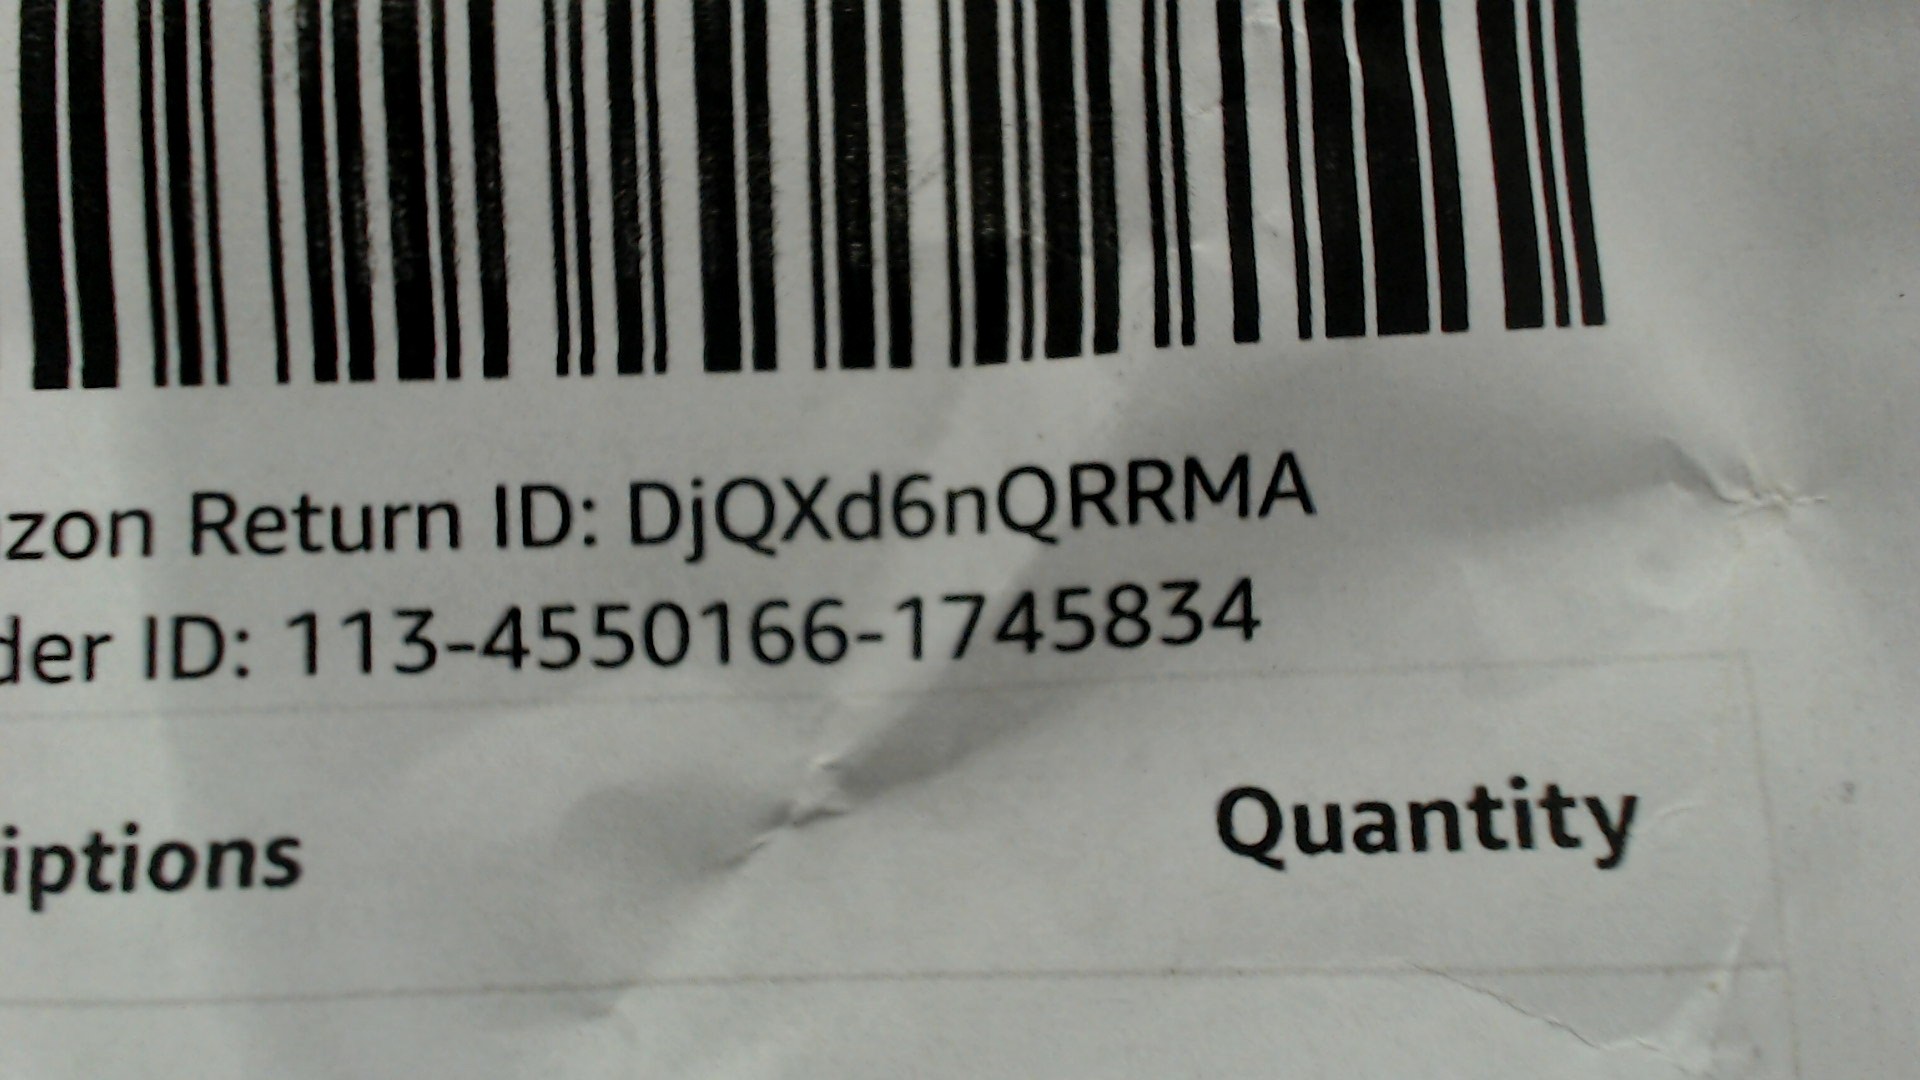 zon Return ID: DjQXd6nQRRMA
der ID: 113-4550166-1745834
iptions Quantity